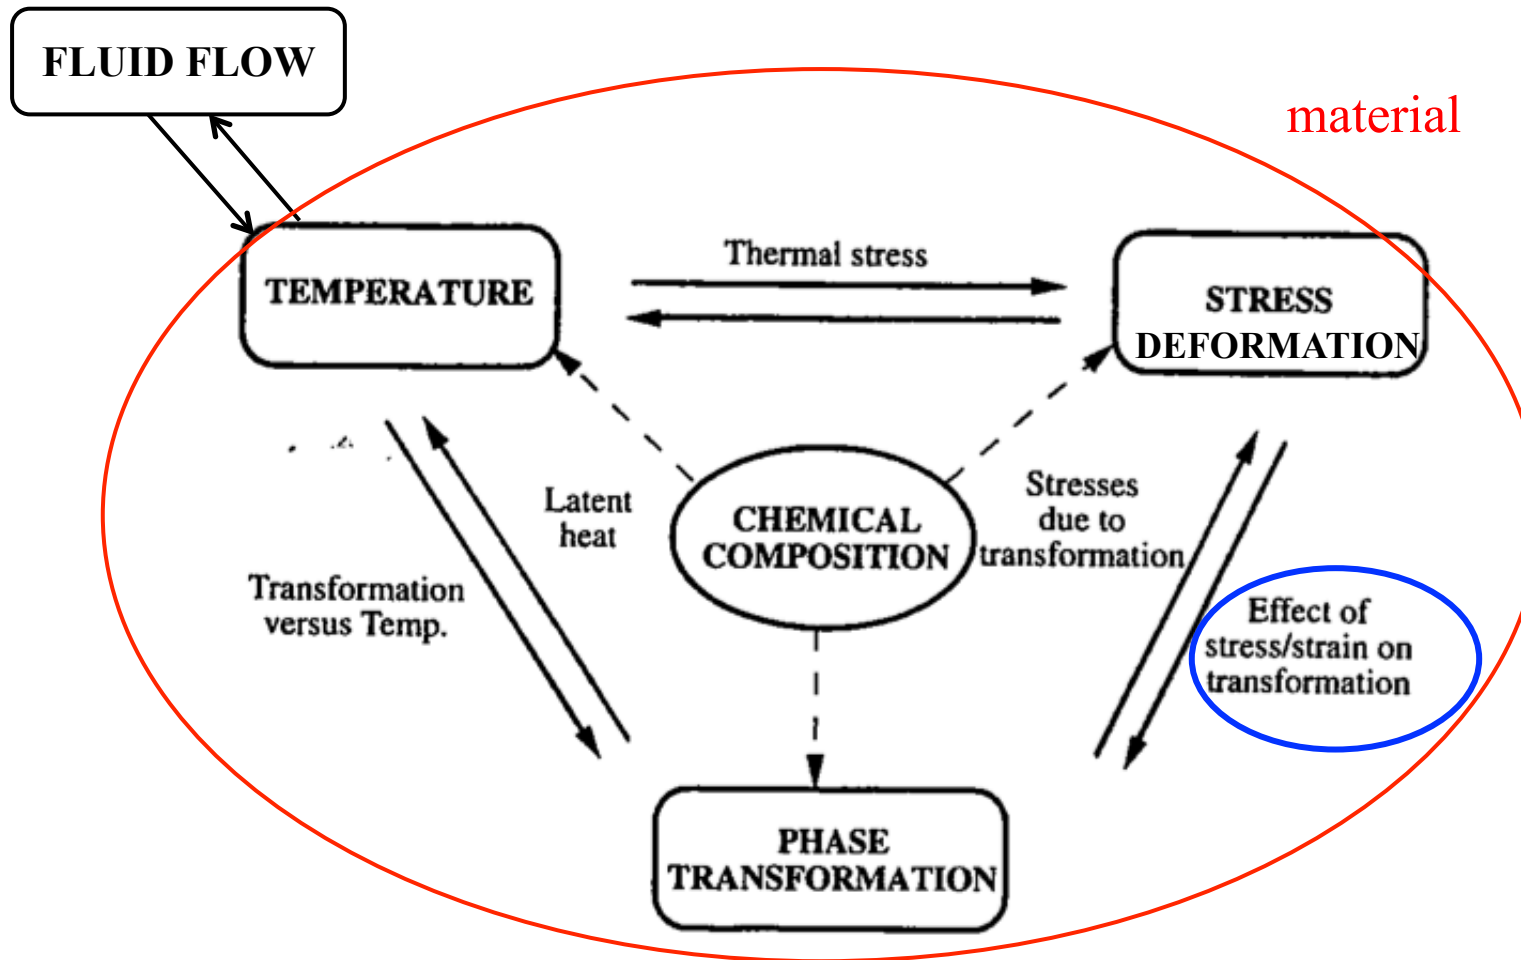 FLUID FLOW
material
Thermal stress
TEMPERATURE
STRESS
DEFORMATION
Latent
heat
CHEMICAL
COMPOSITION
Stresses
due to
transformation
Transformation
versus Temp.
Effect of
stress/strain on
transformation
PHASE
TRANSFORMATION